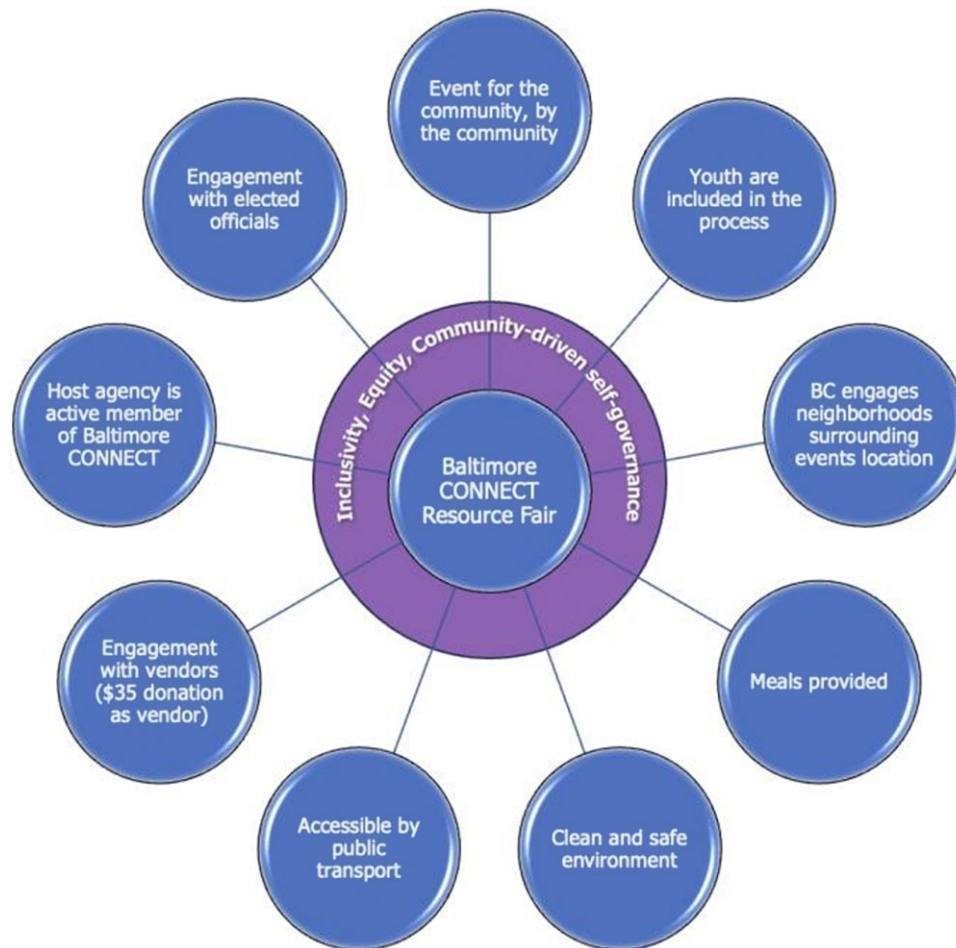 Event for the
community, by
the community
Youth are
included in the
process
BC engages
neighborhoods
surrounding
events location
Meals provided
Clean and safe
environment
Accessible by
public
transport
Engagement
with vendors
($35 donation
as vendor)
Host agency is
active member
of Baltimore
CONNECT
Engagement
with elected
officials
Inclusivity, Equity, Community-driven self-governance
Baltimore
CONNECT
Resource Fair